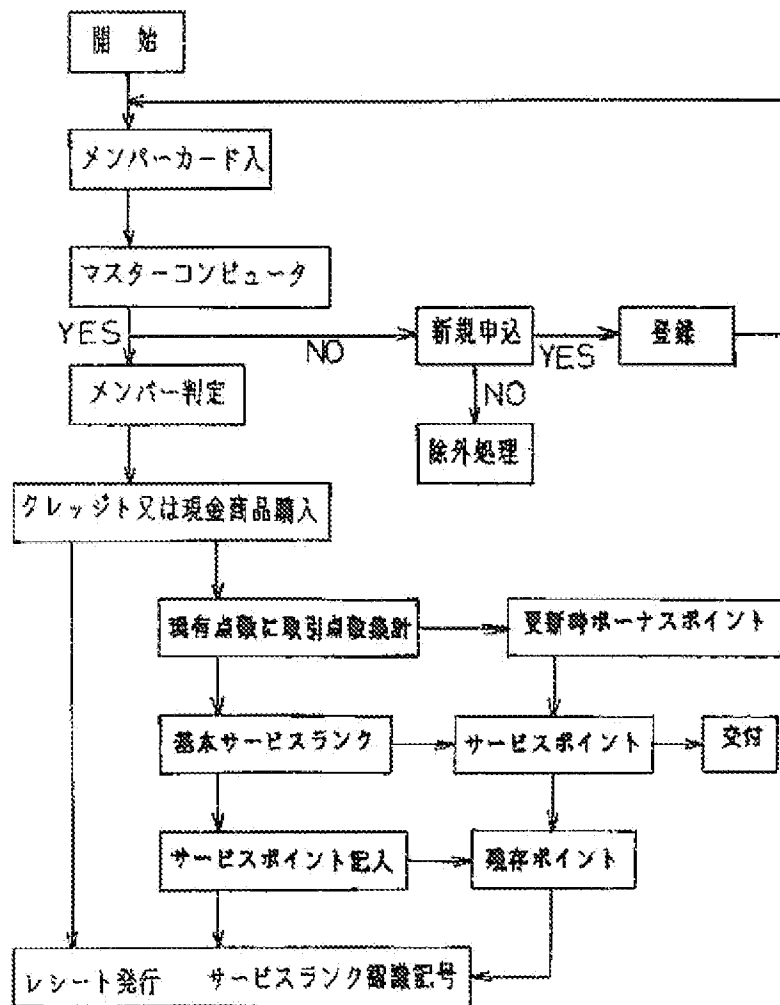 開 始
メンバーカード入
マスターコンピュータ
YES
NO
新規申込
YES
登録
メンバー判定
NO
除外処理
クレッジト又は現金商品購入
現有点数に取引点数換計
更新時ボーナスポイント
基本サービスランク
サービスポイント
交付
サービスポイント記入
残存ポイント
レシート発行 サービスランク認識記号